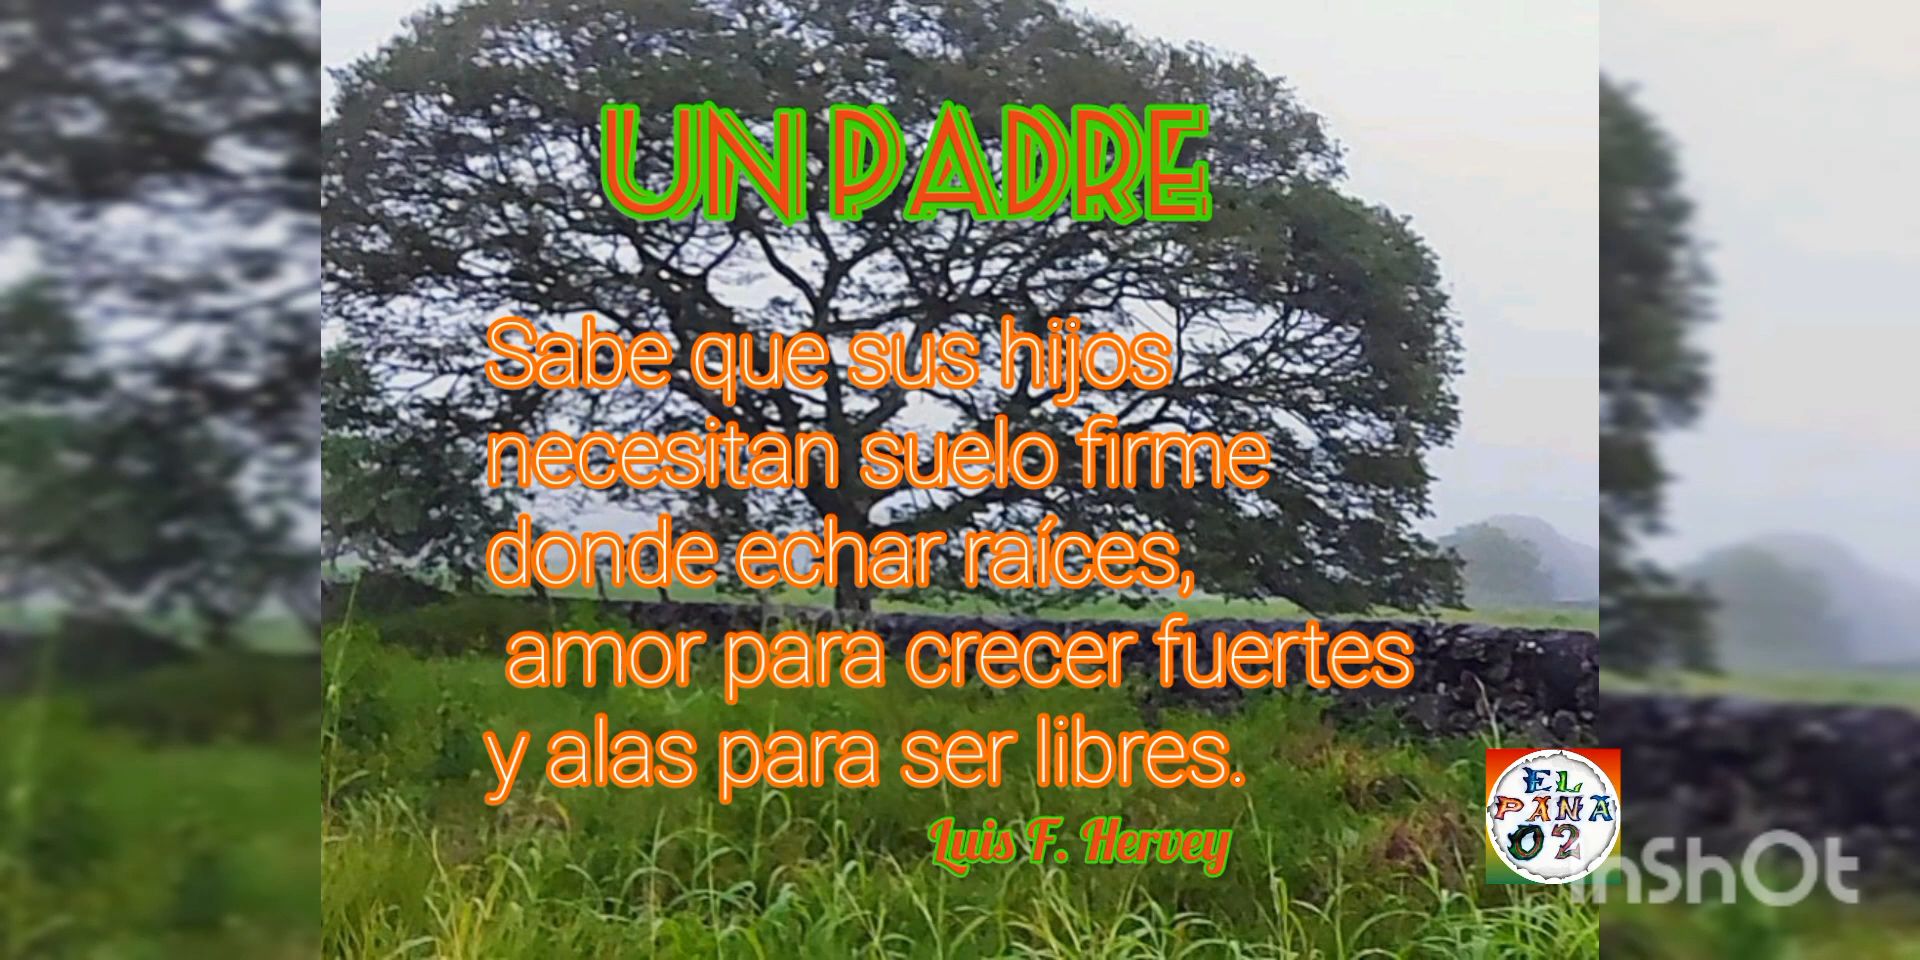 UN PADRE
Sabe que sus hijos
necesitan suelo firme
donde echar raíces,
amor para crecer fuertes
y alas para ser libres.
Luis F. Hervey
EL
PANA
02
InShOt